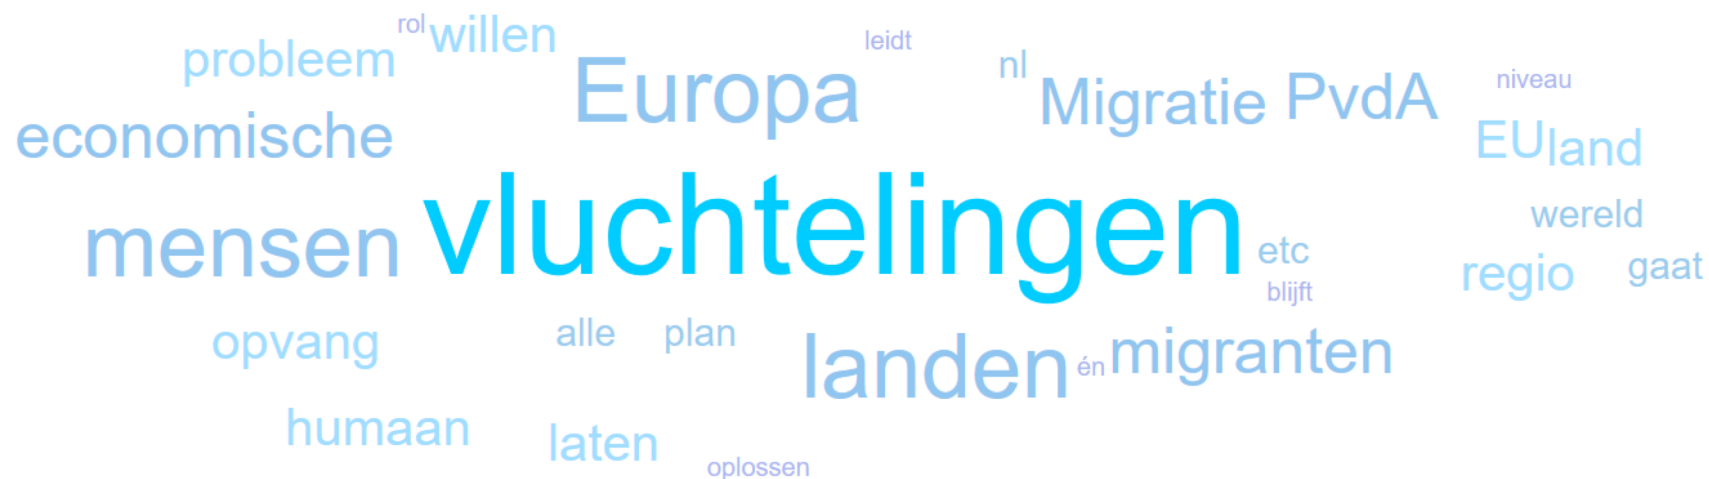 rol willen leidt
probleem Europa nl Migratie PvdA niveau
economische EU land
mensen vluchtelingen etc wereld
blijft regio gaat
opvang alle plan landen én migranten
humaan laten
oplossen